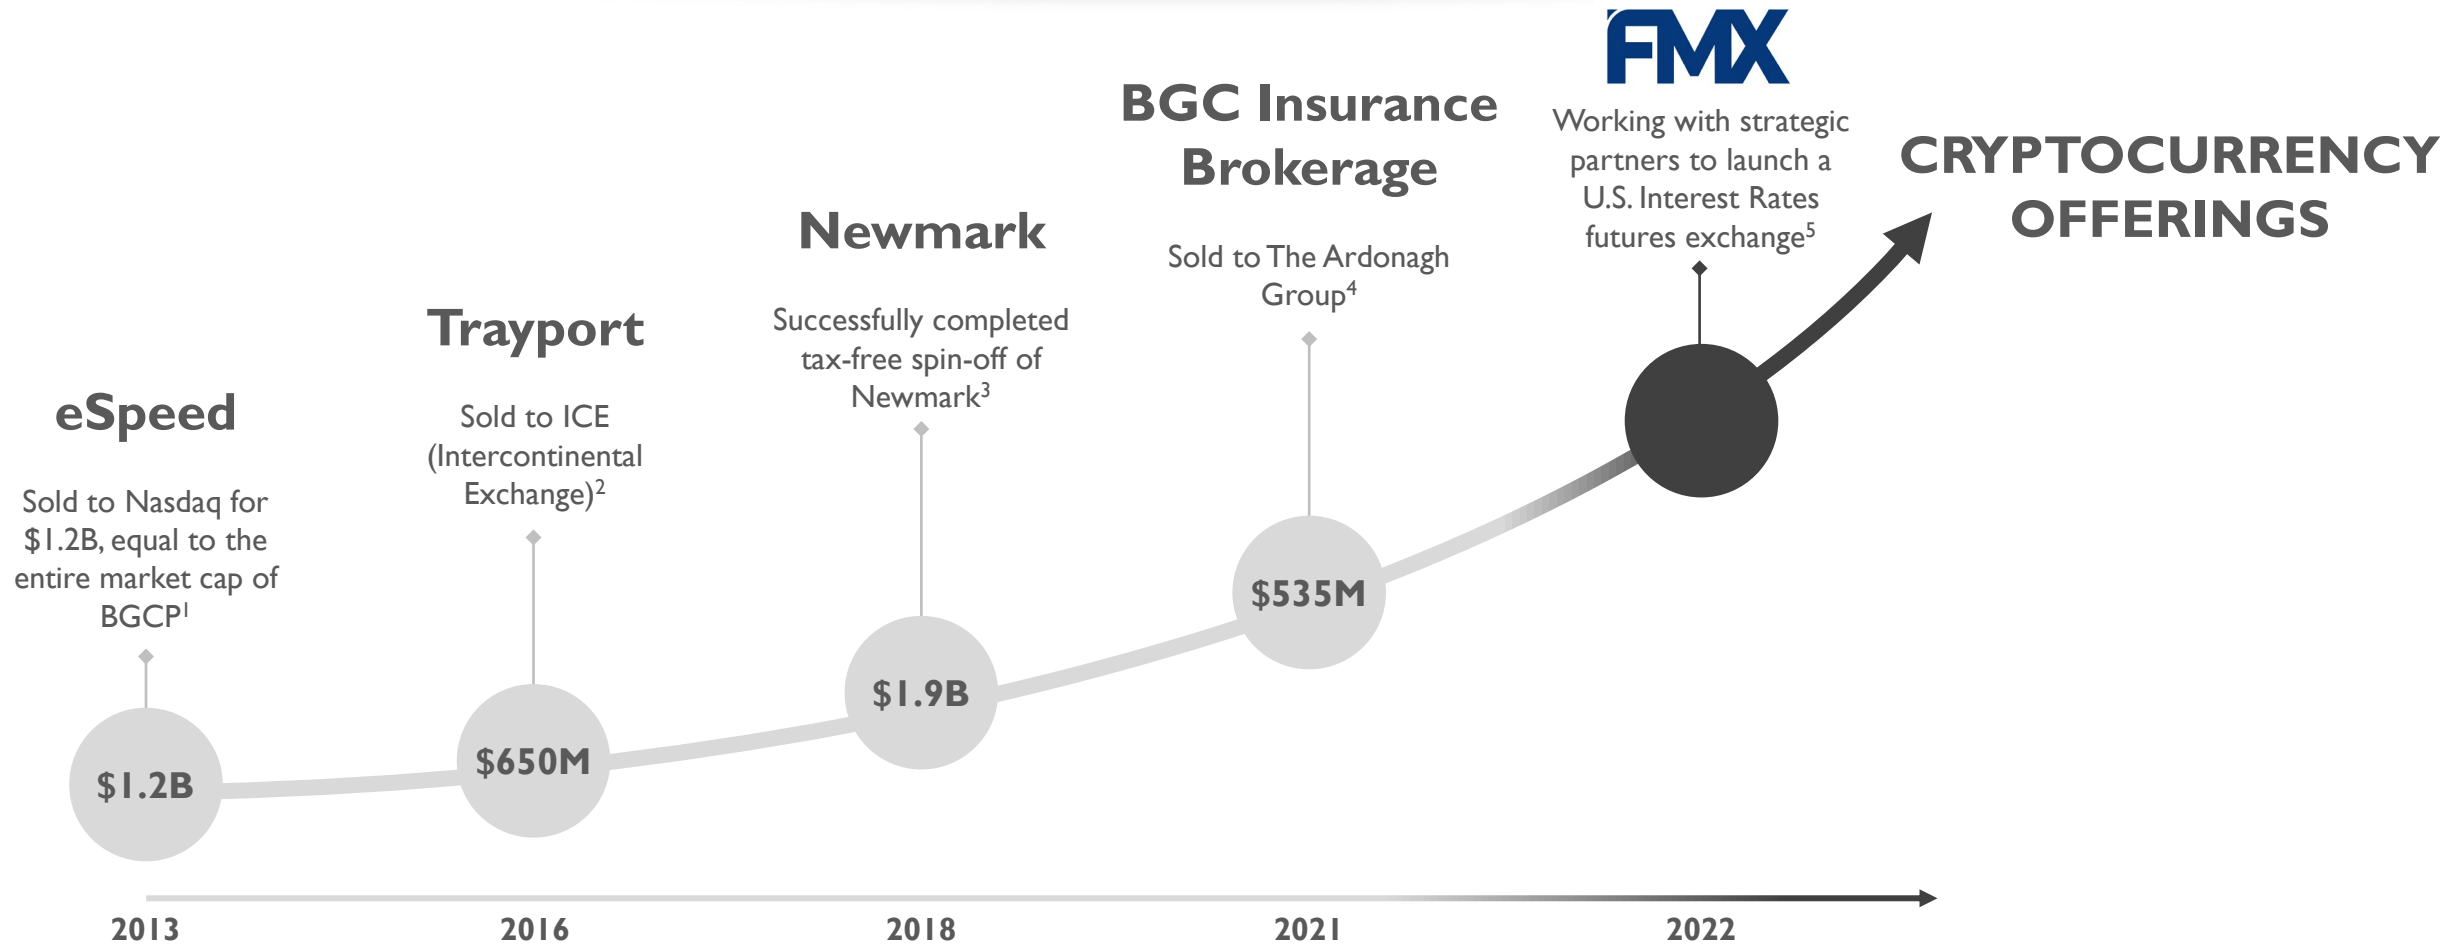 eSpeed
Sold to Nasdaq for
$1.2B, equal to the
entire market cap of
BGCP¹
$1.2B
2013
Trayport
Sold to ICE
(Intercontinental
Exchange)²
$650M
2016
Newmark
Successfully completed
tax-free spin-off of
Newmark³
$1.9B
2018
BGC Insurance
Brokerage
Sold to The Ardonagh
Group⁴
$535M
2021
FMX
Working with strategic
partners to launch a
U.S. Interest Rates
futures exchange⁵
2022
CRYPTOCURRENCY
OFFERINGS